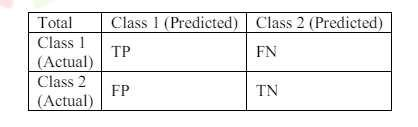 Total Class 1 (Predicted) Class 2 (Predicted)
Class 1
(Actual) TP FN
Class 2
(Actual) FP TN